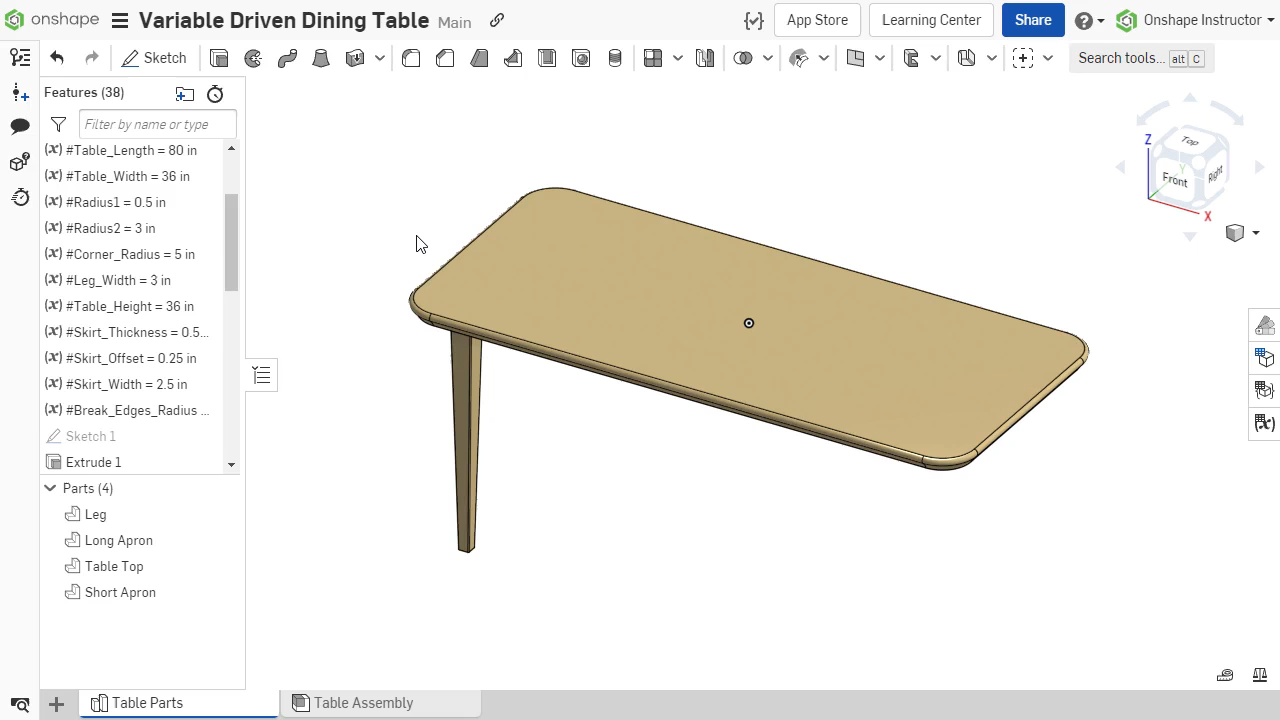 onshape Variable Driven Dining Table Main App Store Learning Center Share Onshape Instructor
Sketch Search tools... alt C
Features (38)
Filter by name or type
(x) #Table_Length = 80 in
(x) #Table_Width = 36 in
(x) #Radius1 = 0.5 in
(x) #Radius2 = 3 in
(x) #Corner_Radius = 5 in
(x) #Leg_Width = 3 in
(x) #Table_Height = 36 in
(x) #Skirt_Thickness = 0.5...
(x) #Skirt_Offset = 0.25 in
(x) #Skirt_Width = 2.5 in
(x) #Break_Edges_Radius ...
Sketch 1
Extrude 1
Parts (4)
Leg
Long Apron
Table Top
Short Apron
Z
Top
Y
Front
Right
X
(x)
Table Parts
Table Assembly